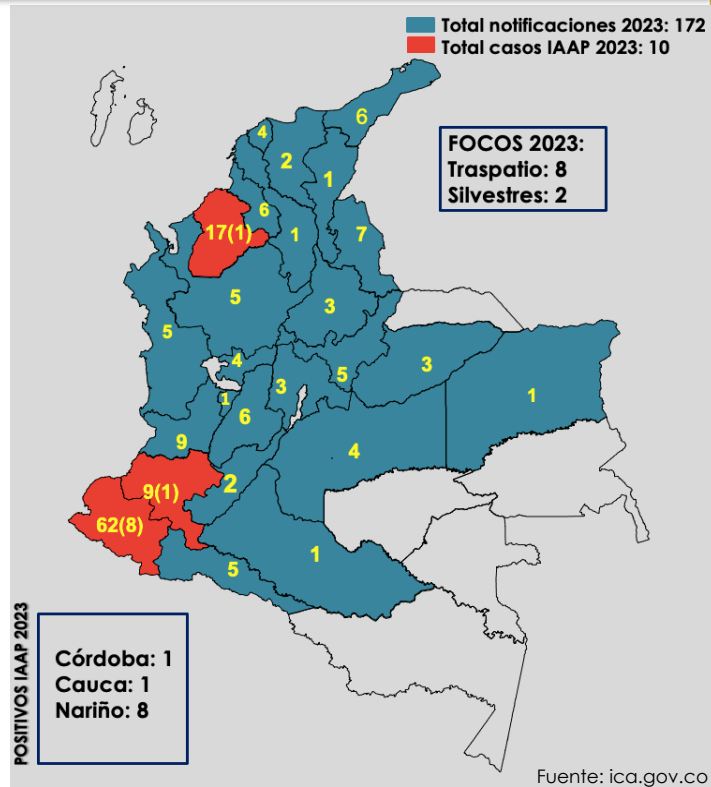 Total notificaciones 2023: 172
Total casos IAAP 2023: 10
FOCOS 2023:
Traspatio: 8
Silvestres: 2
6
4
2
1
6
17(1)
1
7
5
3
5
4
3
5
3
1
1
6
9
4
2
9(1)
62(8)
1
5
POSITIVOS IAAP 2023
Córdoba: 1
Cauca: 1
Nariño: 8
Fuente: ica.gov.co